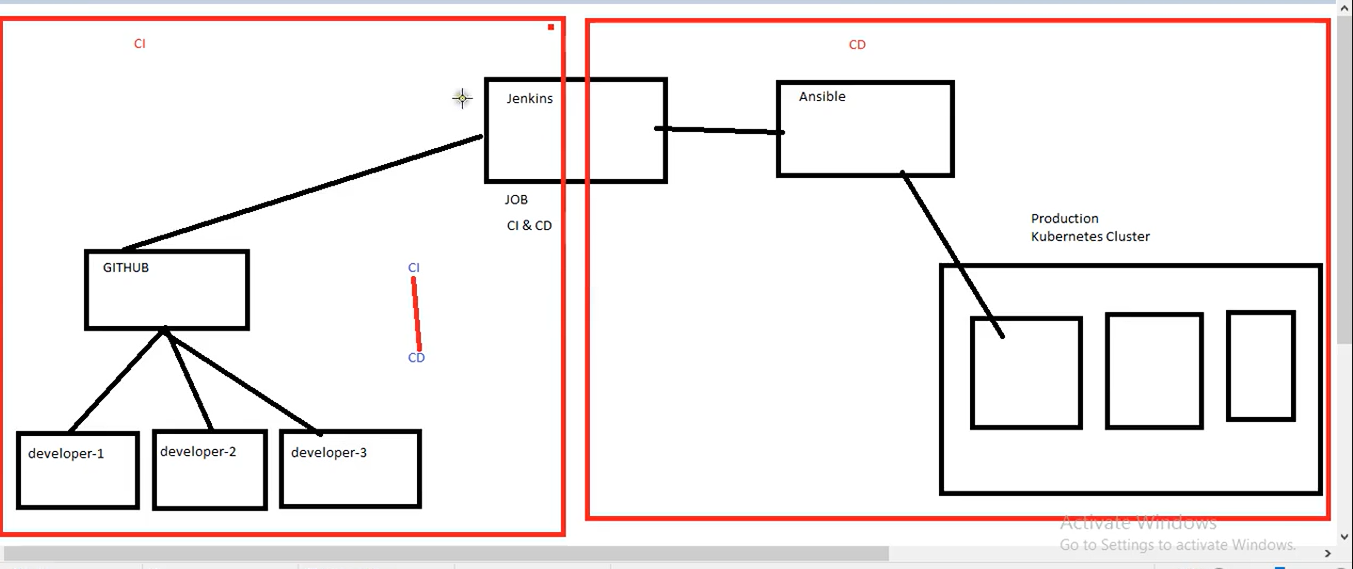 CI
CD
Jenkins
Ansible
JOB
CI & CD
Production
Kubernetes Cluster
GITHUB
CI
CD
developer-1
developer-2
developer-3
Activate Windows
Go to Settings to activate Windows.